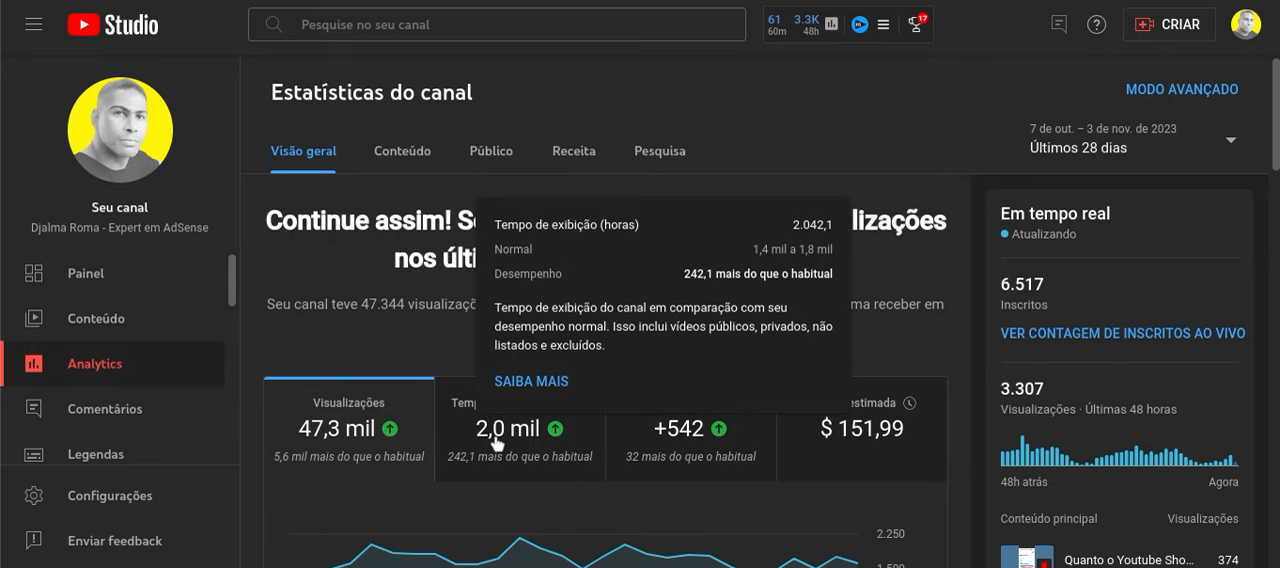 Studio
Pesquise no seu canal
61 3.3K
60m 48h
17
CRIAR
Seu canal
Djalma Roma - Expert em AdSense
Painel
Conteúdo
Analytics
Comentários
Legendas
Configurações
Enviar feedback
Estatísticas do canal
MODO AVANÇADO
7 de out. – 3 de nov. de 2023
Últimos 28 dias
Visão geral Conteúdo Público Receita Pesquisa
Continue assim! S
lizações
nos últi
Seu canal teve 47.344 visualizaç
ma receber em
Tempo de exibição (horas) 2.042,1
Normal 1,4 mil a 1,8 mil
Desempenho 242,1 mais do que o habitual
Tempo de exibição do canal em comparação com seu
desempenho normal. Isso inclui vídeos públicos, privados, não
listados e excluídos.
SAIBA MAIS
Visualizações
47,3 mil
5,6 mil mais do que o habitual
Temp
2,0 mil
242,1 mais do que o habitual
+542
32 mais do que o habitual
estimada
$ 151,99
2.250
1.500
Em tempo real
Atualizando
6.517
Inscritos
VER CONTAGEM DE INSCRITOS AO VIVO
3.307
Visualizações · Últimas 48 horas
48h atrás Agora
Conteúdo principal Visualizações
Quanto o Youtube Sho... 374